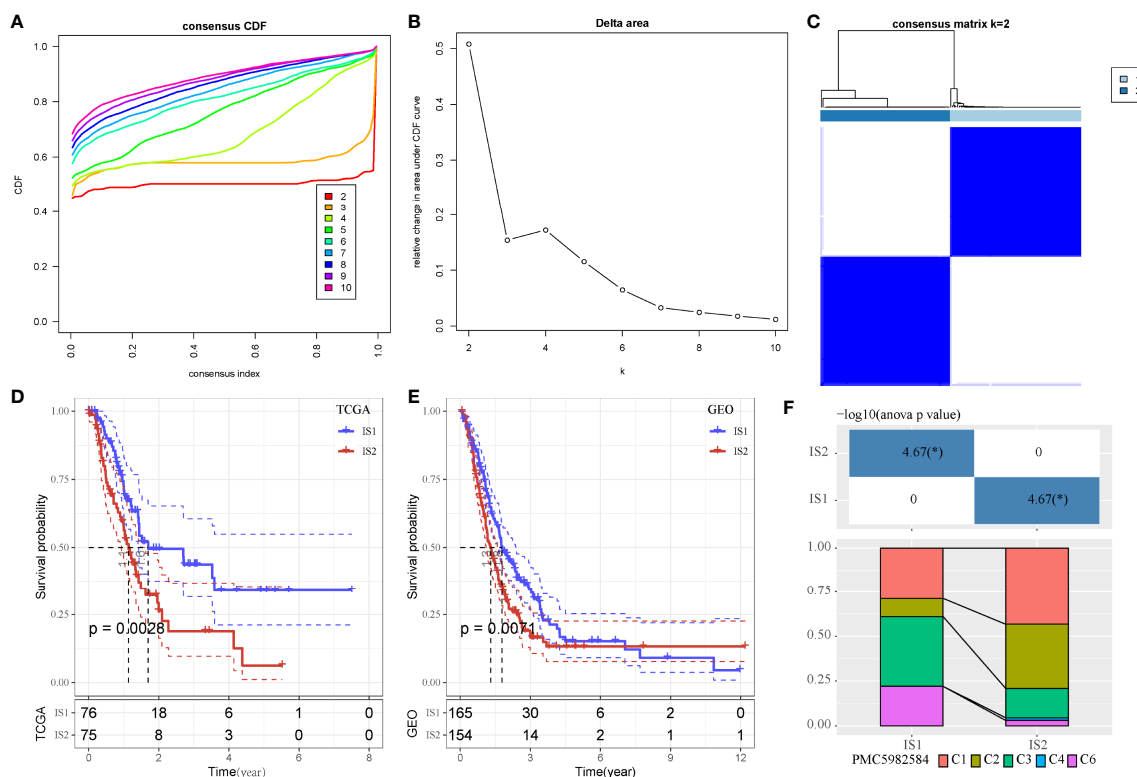 A
consensus CDF
CDF
1.0
0.8
0.6
0.4
0.2
0.0
2
3
4
5
6
7
8
9
10
0.0 0.2 0.4 0.6 0.8 1.0
consensus index
B
Delta area
relative change in area under CDF curve
0.5
0.4
0.3
0.2
0.1
0.0
2 4 6 8 10
k
C
consensus matrix k=2
D
Survival probability
1.00
0.75
0.50
0.25
0.00
TCGA
IS1
IS2
p = 0.0028
TCGA
IS1 76 18 6 1 0
IS2 75 8 3 0 0
0 2 4 6 8
Time(year)
E
Survival probability
1.00
0.75
0.50
0.25
0.00
GEO
IS1
IS2
p = 0.0071
GEO
IS1 165 30 6 2 0
IS2 154 14 2 1 1
0 3 6 9 12
Time(year)
F
−log10(anova p value)
IS2 4.67(*) 0
IS1 0 4.67(*)
1.00
0.75
0.50
0.25
0.00
IS1 IS2
PMC5982584 C1 C2 C3 C4 C6